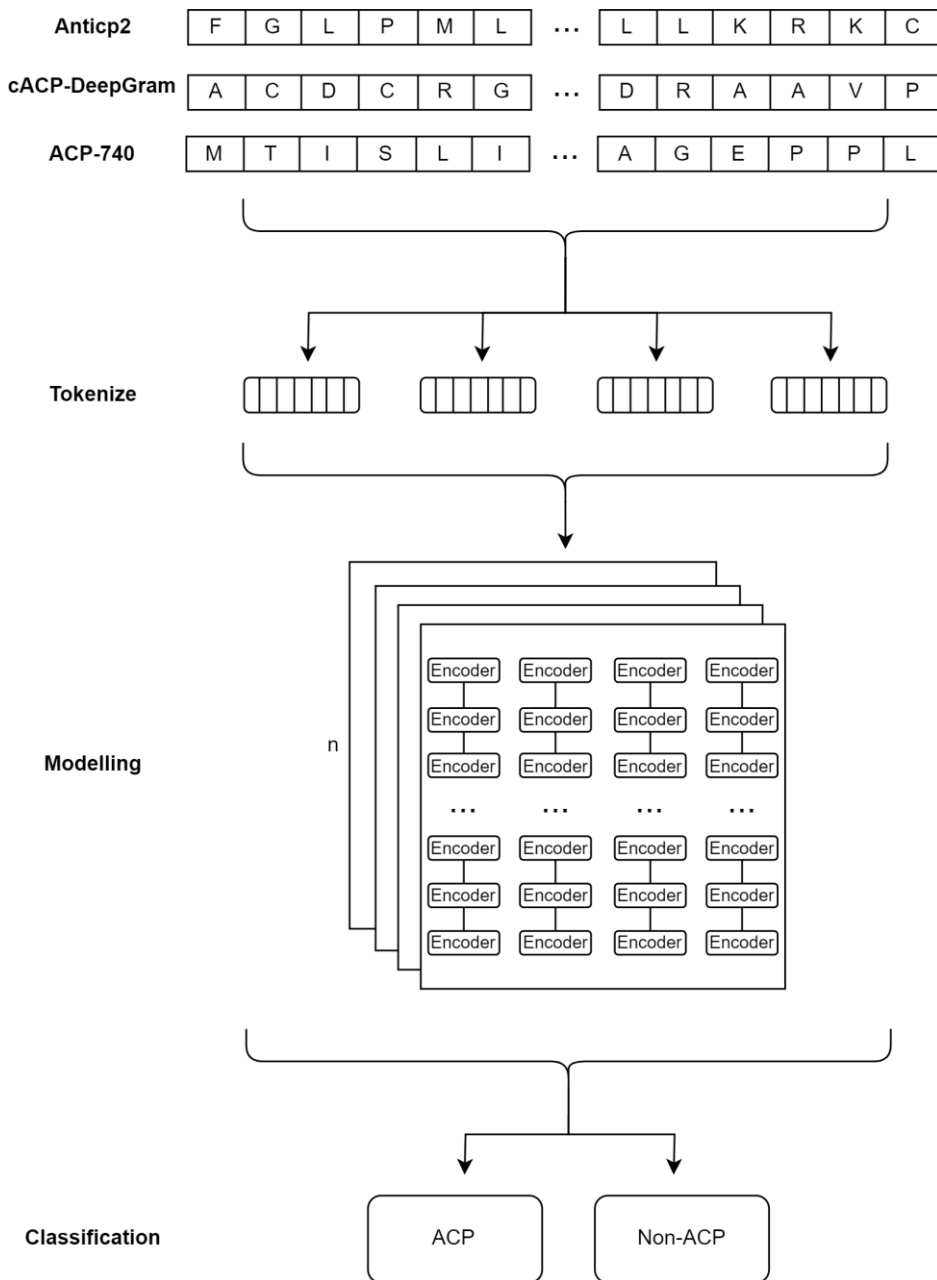 Anticp2 F G L P M L ... L L K R K C
cACP-DeepGram A C D C R G ... D R A A V P
ACP-740 M T I S L I ... A G E P P L
Tokenize
Encoder Encoder Encoder Encoder
Encoder Encoder Encoder Encoder
n
Modelling
Encoder Encoder Encoder Encoder
... ... ... ...
Encoder Encoder Encoder Encoder
Encoder Encoder Encoder Encoder
Encoder Encoder Encoder Encoder
Classification
ACP Non-ACP